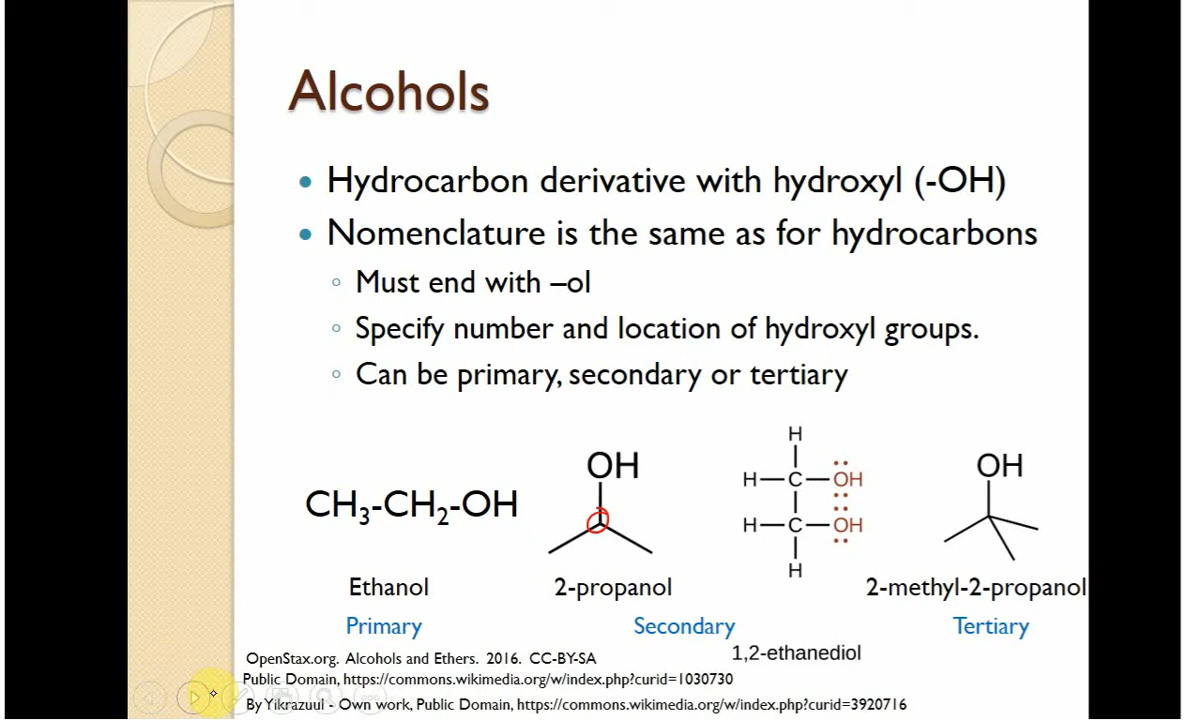 Alcohols
Hydrocarbon derivative with hydroxyl (-OH)
Nomenclature is the same as for hydrocarbons
Must end with –ol
Specify number and location of hydroxyl groups.
Can be primary, secondary or tertiary
CH₃-CH₂-OH
OH
H
H—C—OH
H—C—OH
H
OH
Ethanol
2-propanol
2-methyl-2-propanol
Primary
Secondary
Tertiary
1,2-ethanediol
OpenStax.org. Alcohols and Ethers. 2016. CC-BY-SA
Public Domain, https://commons.wikimedia.org/w/index.php?curid=1030730
By Yikrazuul - Own work, Public Domain, https://commons.wikimedia.org/w/index.php?curid=3920716